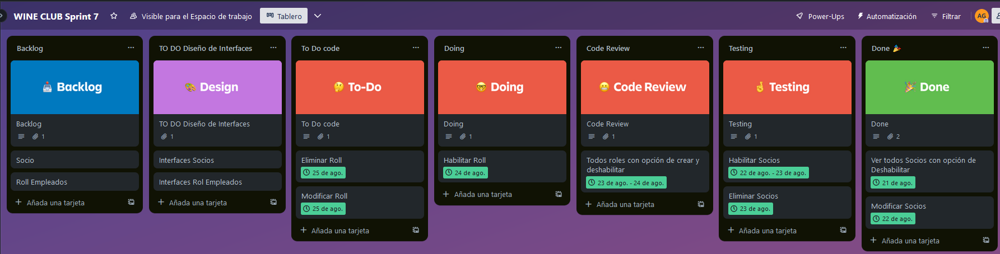 WINE CLUB Sprint 7
Visible para el Espacio de trabajo
Tablero
Power-Ups
Automatización
Filtrar
AG
Backlog
Backlog
Backlog
1
Socio
Roll Empleados
Añada una tarjeta
TO DO Diseño de Interfaces
Design
TO DO Diseño de Interfaces
1
Interfaces Socios
Interfaces Rol Empleados
Añada una tarjeta
To Do code
To-Do
To Do code
1
Eliminar Roll
25 de ago.
Modificar Roll
25 de ago.
Añada una tarjeta
Doing
Doing
Doing
1
Habilitar Roll
24 de ago.
Añada una tarjeta
Code Review
Code Review
Code Review
1
Todos roles con opción de crear y
deshabilitar
23 de ago. - 24 de ago.
Añada una tarjeta
Testing
Testing
Testing
1
Habilitar Socios
22 de ago. - 23 de ago.
Eliminar Socios
23 de ago.
Añada una tarjeta
Done 🎉
Done
Done
2
Ver todos Socios con opción de
Deshabilitar
21 de ago.
Modificar Socios
22 de ago.
Añada una tarjeta